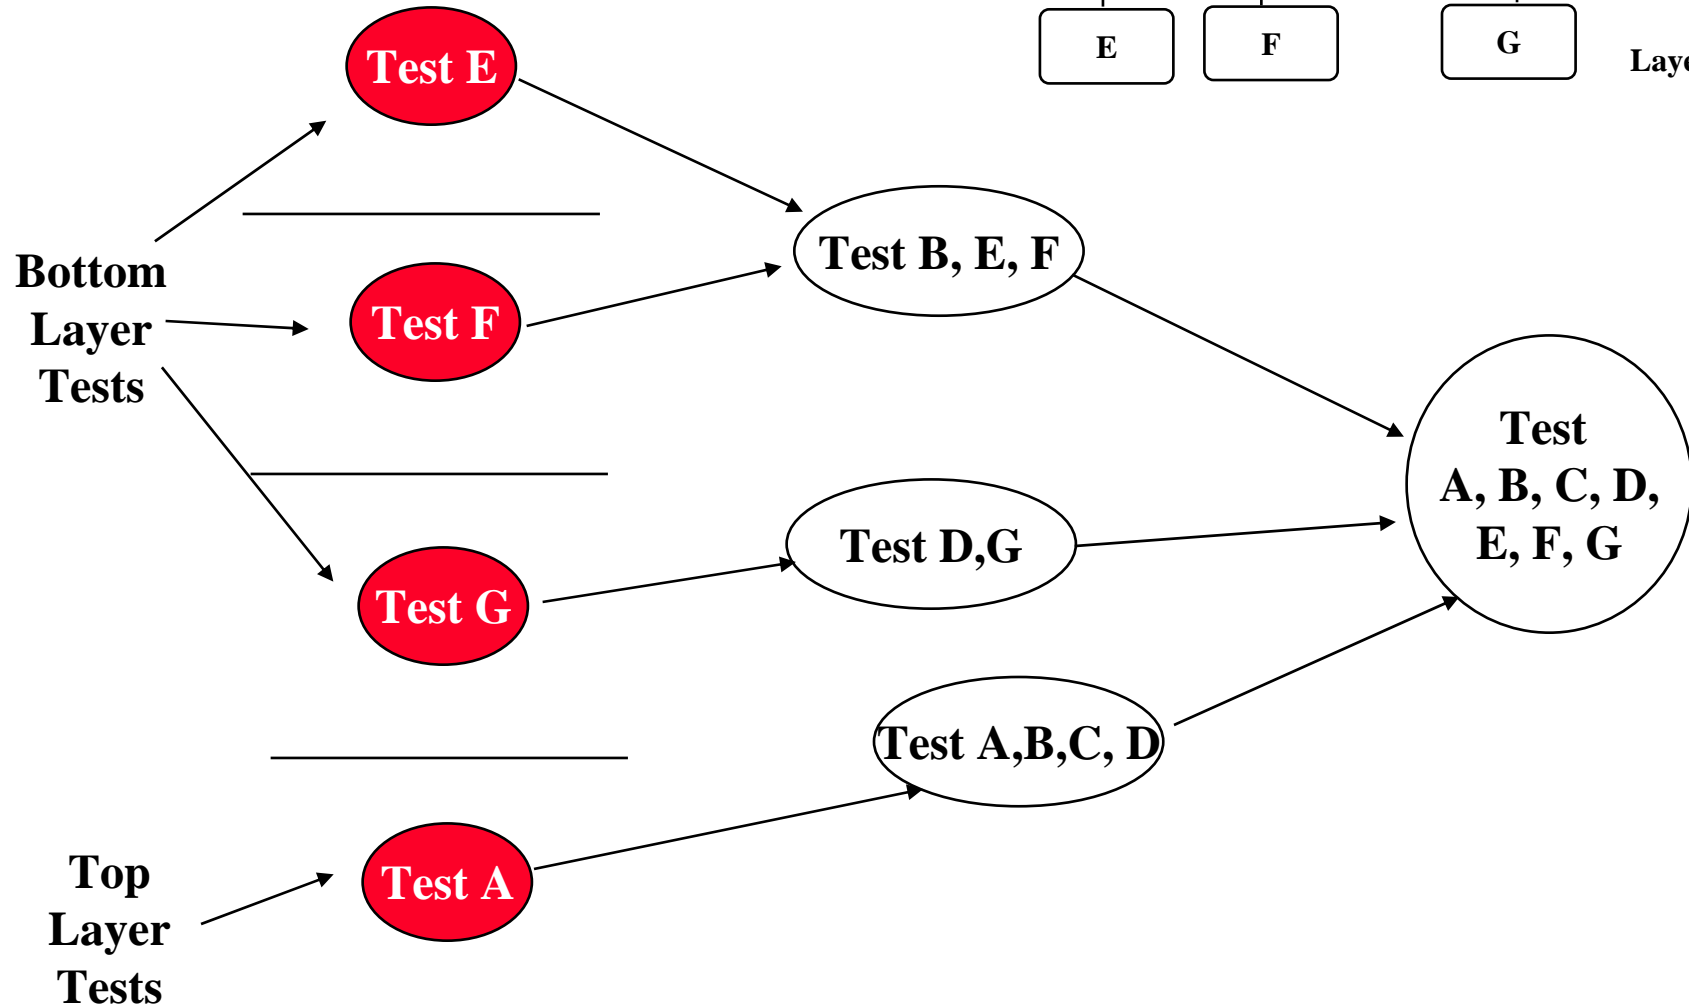 E
F
G
Test E
Bottom
Layer
Tests
Test F
Test B, E, F
Test G
Test D,G
Test
A, B, C, D,
E, F, G
Test A,B,C, D
Top
Layer
Tests
Test A